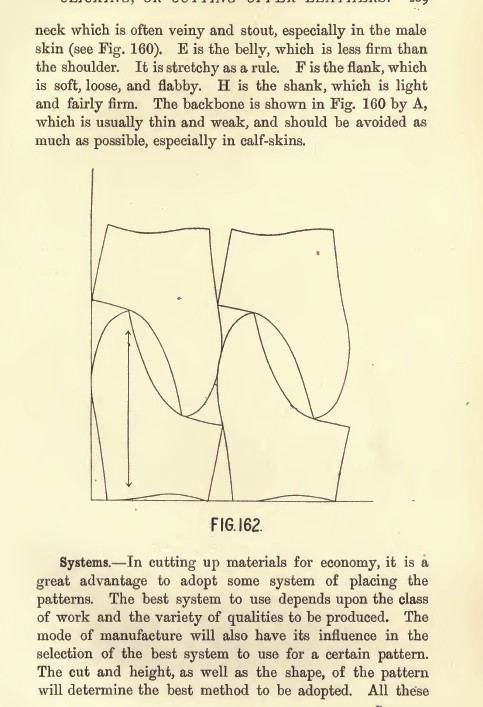 neck which is often veiny and stout, especially in the male
skin (see Fig. 160). E is the belly, which is less firm than
the shoulder. It is stretchy as a rule. F is the flank, which
is soft, loose, and flabby. H is the shank, which is light
and fairly firm. The backbone is shown in Fig. 160 by A,
which is usually thin and weak, and should be avoided as
much as possible, especially in calf-skins.
FIG.162.
Systems.—In cutting up materials for economy, it is a
great advantage to adopt some system of placing the
patterns. The best system to use depends upon the class
of work and the variety of qualities to be produced. The
mode of manufacture will also have its influence in the
selection of the best system to use for a certain pattern.
The cut and height, as well as the shape, of the pattern
will determine the best method to be adopted. All these